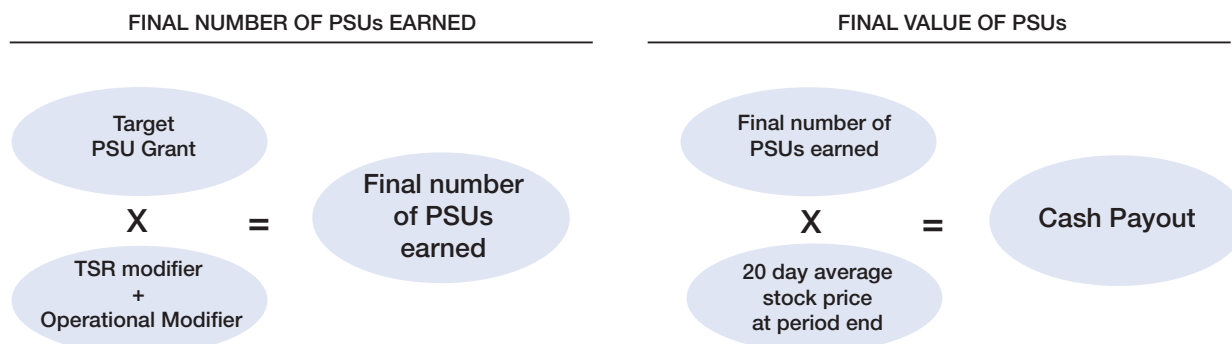 FINAL NUMBER OF PSUs EARNED
Target
PSU Grant
X
TSR modifier
+
Operational Modifier
=
Final number
of PSUs
earned
FINAL VALUE OF PSUs
Final number of
PSUs earned
X
20 day average
stock price
at period end
=
Cash Payout